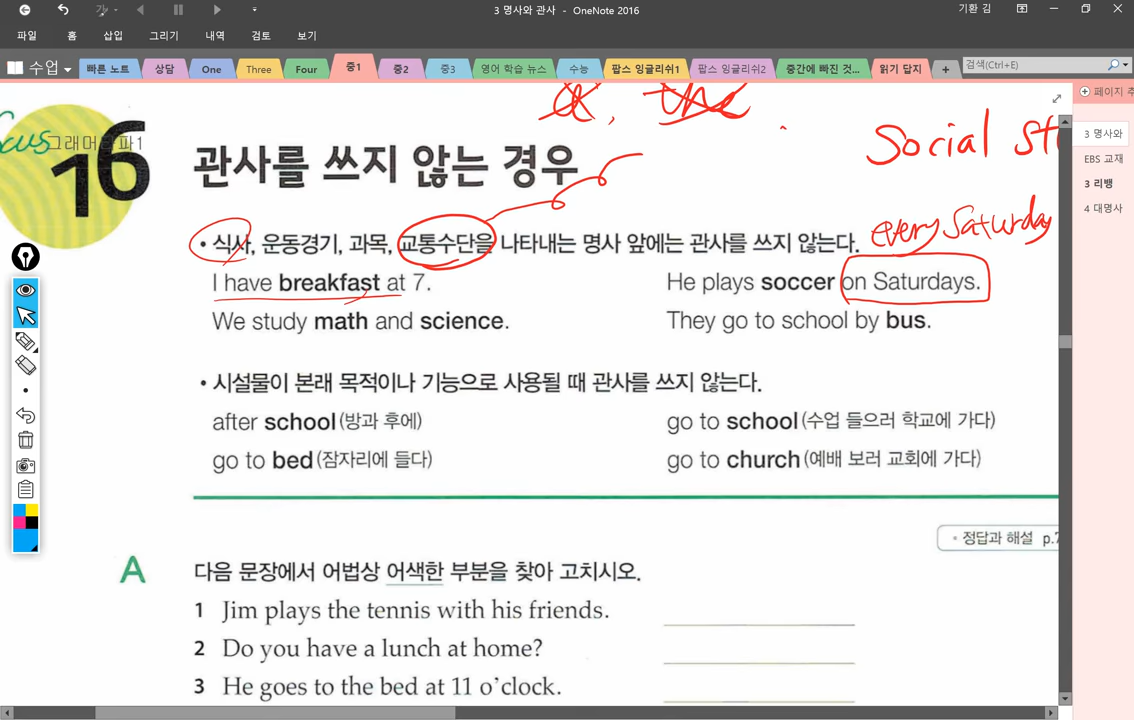 3 명사와 관사 - OneNote 2016
기환 김
파일 홈 삽입 그리기 내역 검토 보기
수업 빠른 노트 상담 One Three Four 중1 중2 중3 영어 학습 뉴스 수능 팝스 잉글리쉬1 팝스 잉글리쉬2 중간에 빠진 것... 읽기 답지 +
검색(Ctrl+E)
페이지 추
3 명사와
EBS 교재
3 리뱅
4 대명사
a, the
Social St
cus
16
관사를 쓰지 않는 경우
every Saturday
• 식사, 운동경기, 과목, 교통수단을 나타내는 명사 앞에는 관사를 쓰지 않는다.
I have breakfast at 7.
He plays soccer on Saturdays.
We study math and science.
They go to school by bus.
• 시설물이 본래 목적이나 기능으로 사용될 때 관사를 쓰지 않는다.
after school(방과 후에)
go to school(수업 들으러 학교에 가다)
go to bed(잠자리에 들다)
go to church(예배 보러 교회에 가다)
• 정답과 해설 p.7
A 다음 문장에서 어법상 어색한 부분을 찾아 고치시오.
1 Jim plays the tennis with his friends.
2 Do you have a lunch at home?
3 He goes to the bed at 11 o'clock.